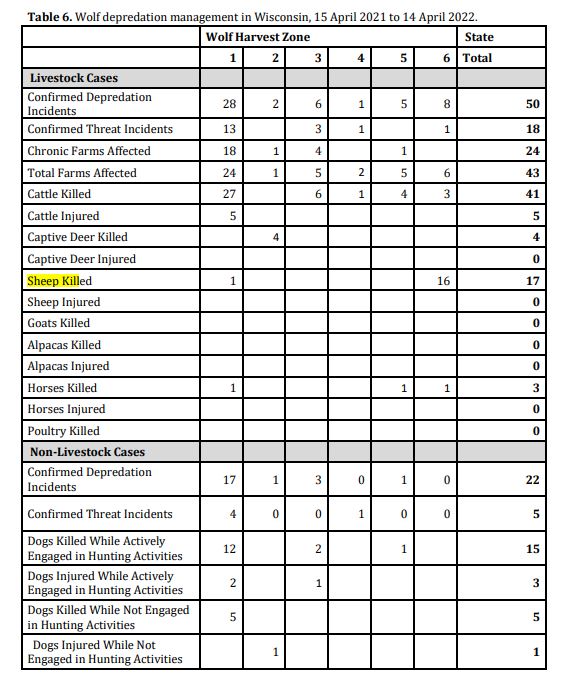 Table 6. Wolf depredation management in Wisconsin, 15 April 2021 to 14 April 2022.
Wolf Harvest Zone State
1 2 3 4 5 6 Total
Livestock Cases
Confirmed Depredation
Incidents 28 2 6 1 5 8 50
Confirmed Threat Incidents 13 3 1 1 18
Chronic Farms Affected 18 1 4 1 24
Total Farms Affected 24 1 5 2 5 6 43
Cattle Killed 27 6 1 4 3 41
Cattle Injured 5 5
Captive Deer Killed 4 4
Captive Deer Injured 0
Sheep Killed 1 16 17
Sheep Injured 0
Goats Killed 0
Alpacas Killed 0
Alpacas Injured 0
Horses Killed 1 1 1 3
Horses Injured 0
Poultry Killed 0
Non-Livestock Cases
Confirmed Depredation
Incidents 17 1 3 0 1 0 22
Confirmed Threat Incidents 4 0 0 1 0 0 5
Dogs Killed While Actively
Engaged in Hunting Activities 12 2 1 15
Dogs Injured While Actively
Engaged in Hunting Activities 2 1 3
Dogs Killed While Not Engaged
in Hunting Activities 5 5
Dogs Injured While Not
Engaged in Hunting Activities 1 1